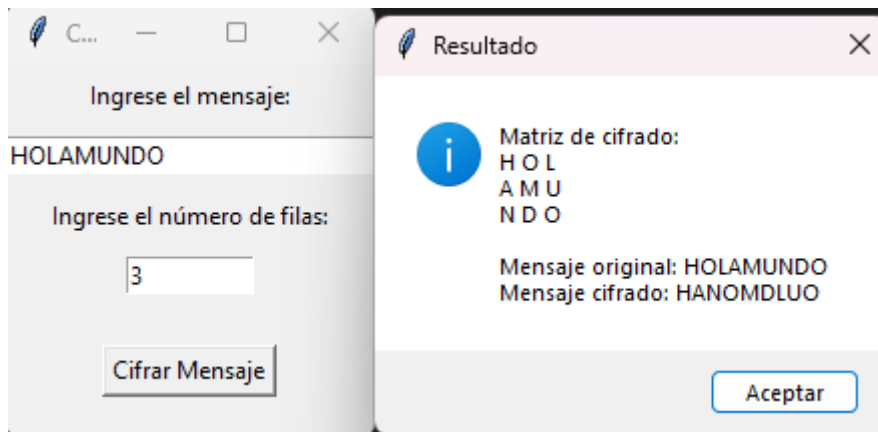 C...
Ingrese el mensaje:
HOLAMUNDO
Ingrese el número de filas:
3
Cifrar Mensaje
Resultado
Matriz de cifrado:
H O L
A M U
N D O
Mensaje original: HOLAMUNDO
Mensaje cifrado: HANOMDLUO
Aceptar